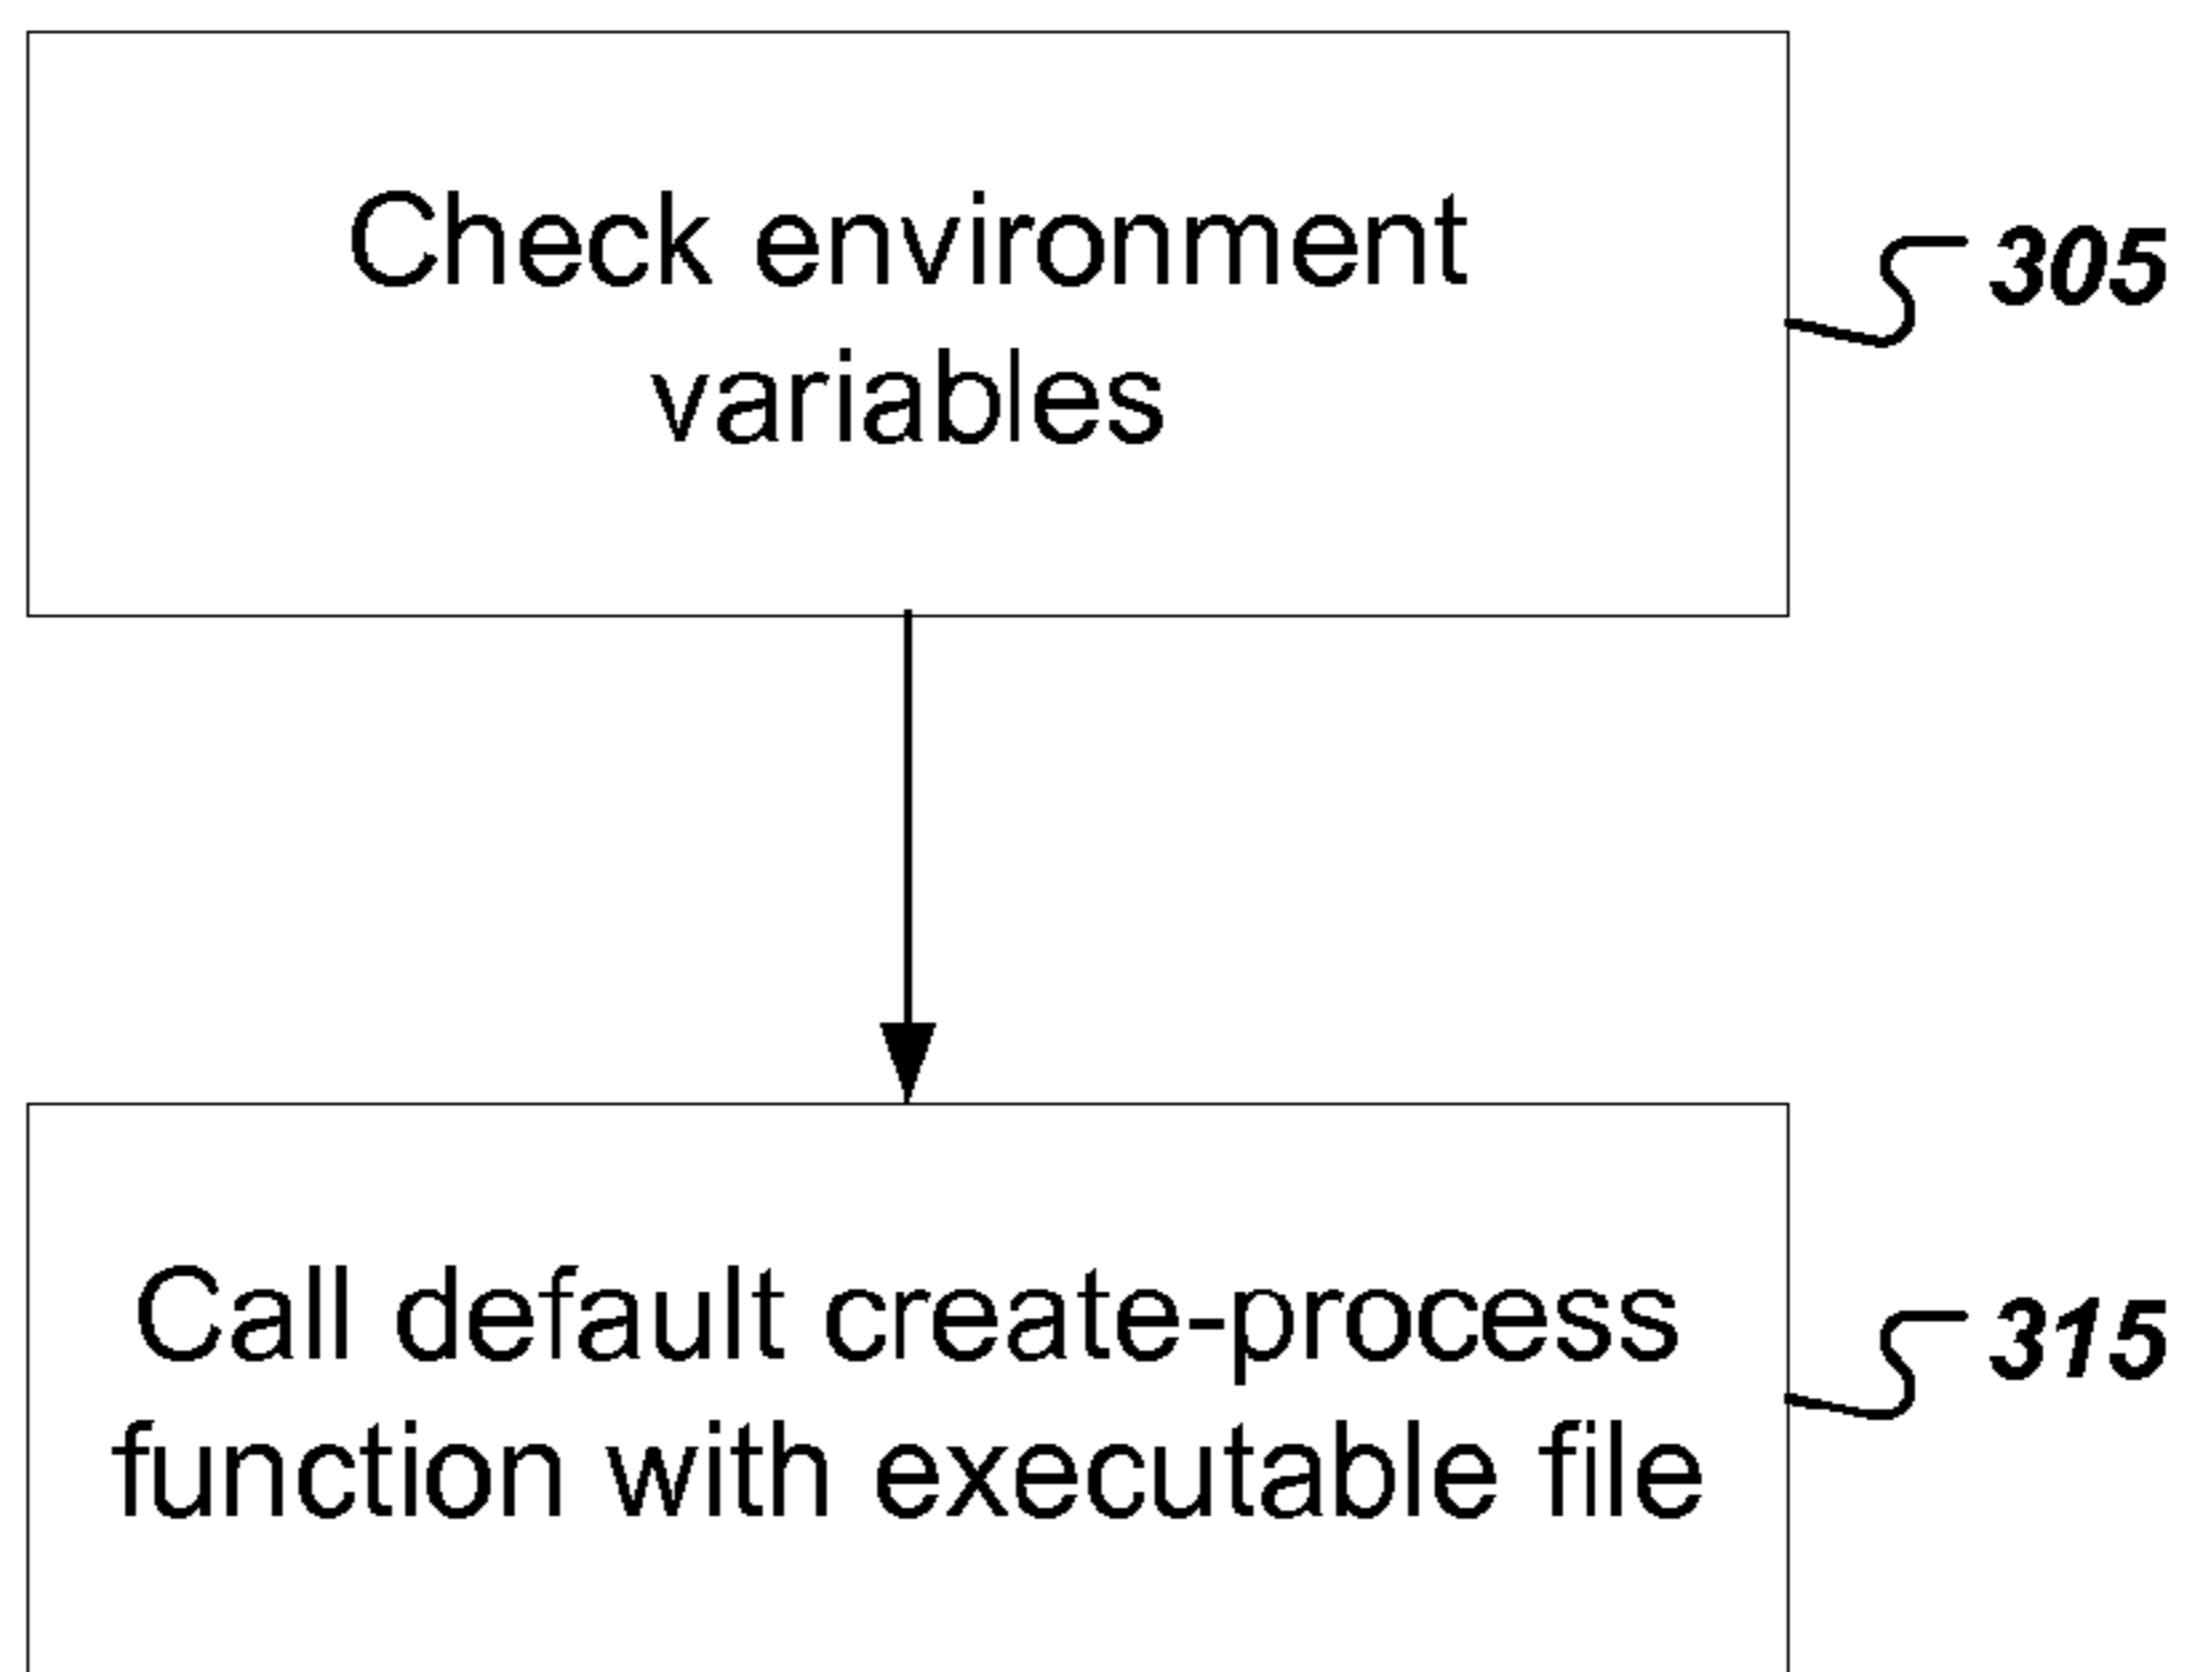 Check environment
variables
305
Call default create-process
function with executable file
315